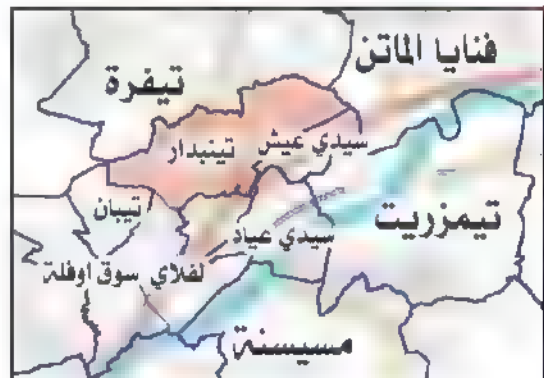 فنايا الماتن
تيفرة
سيدي عيش
تينبدار
تيبان
تيمزريت
سيدي عياد
لفلاي سوق اوفلة
مسيسنة